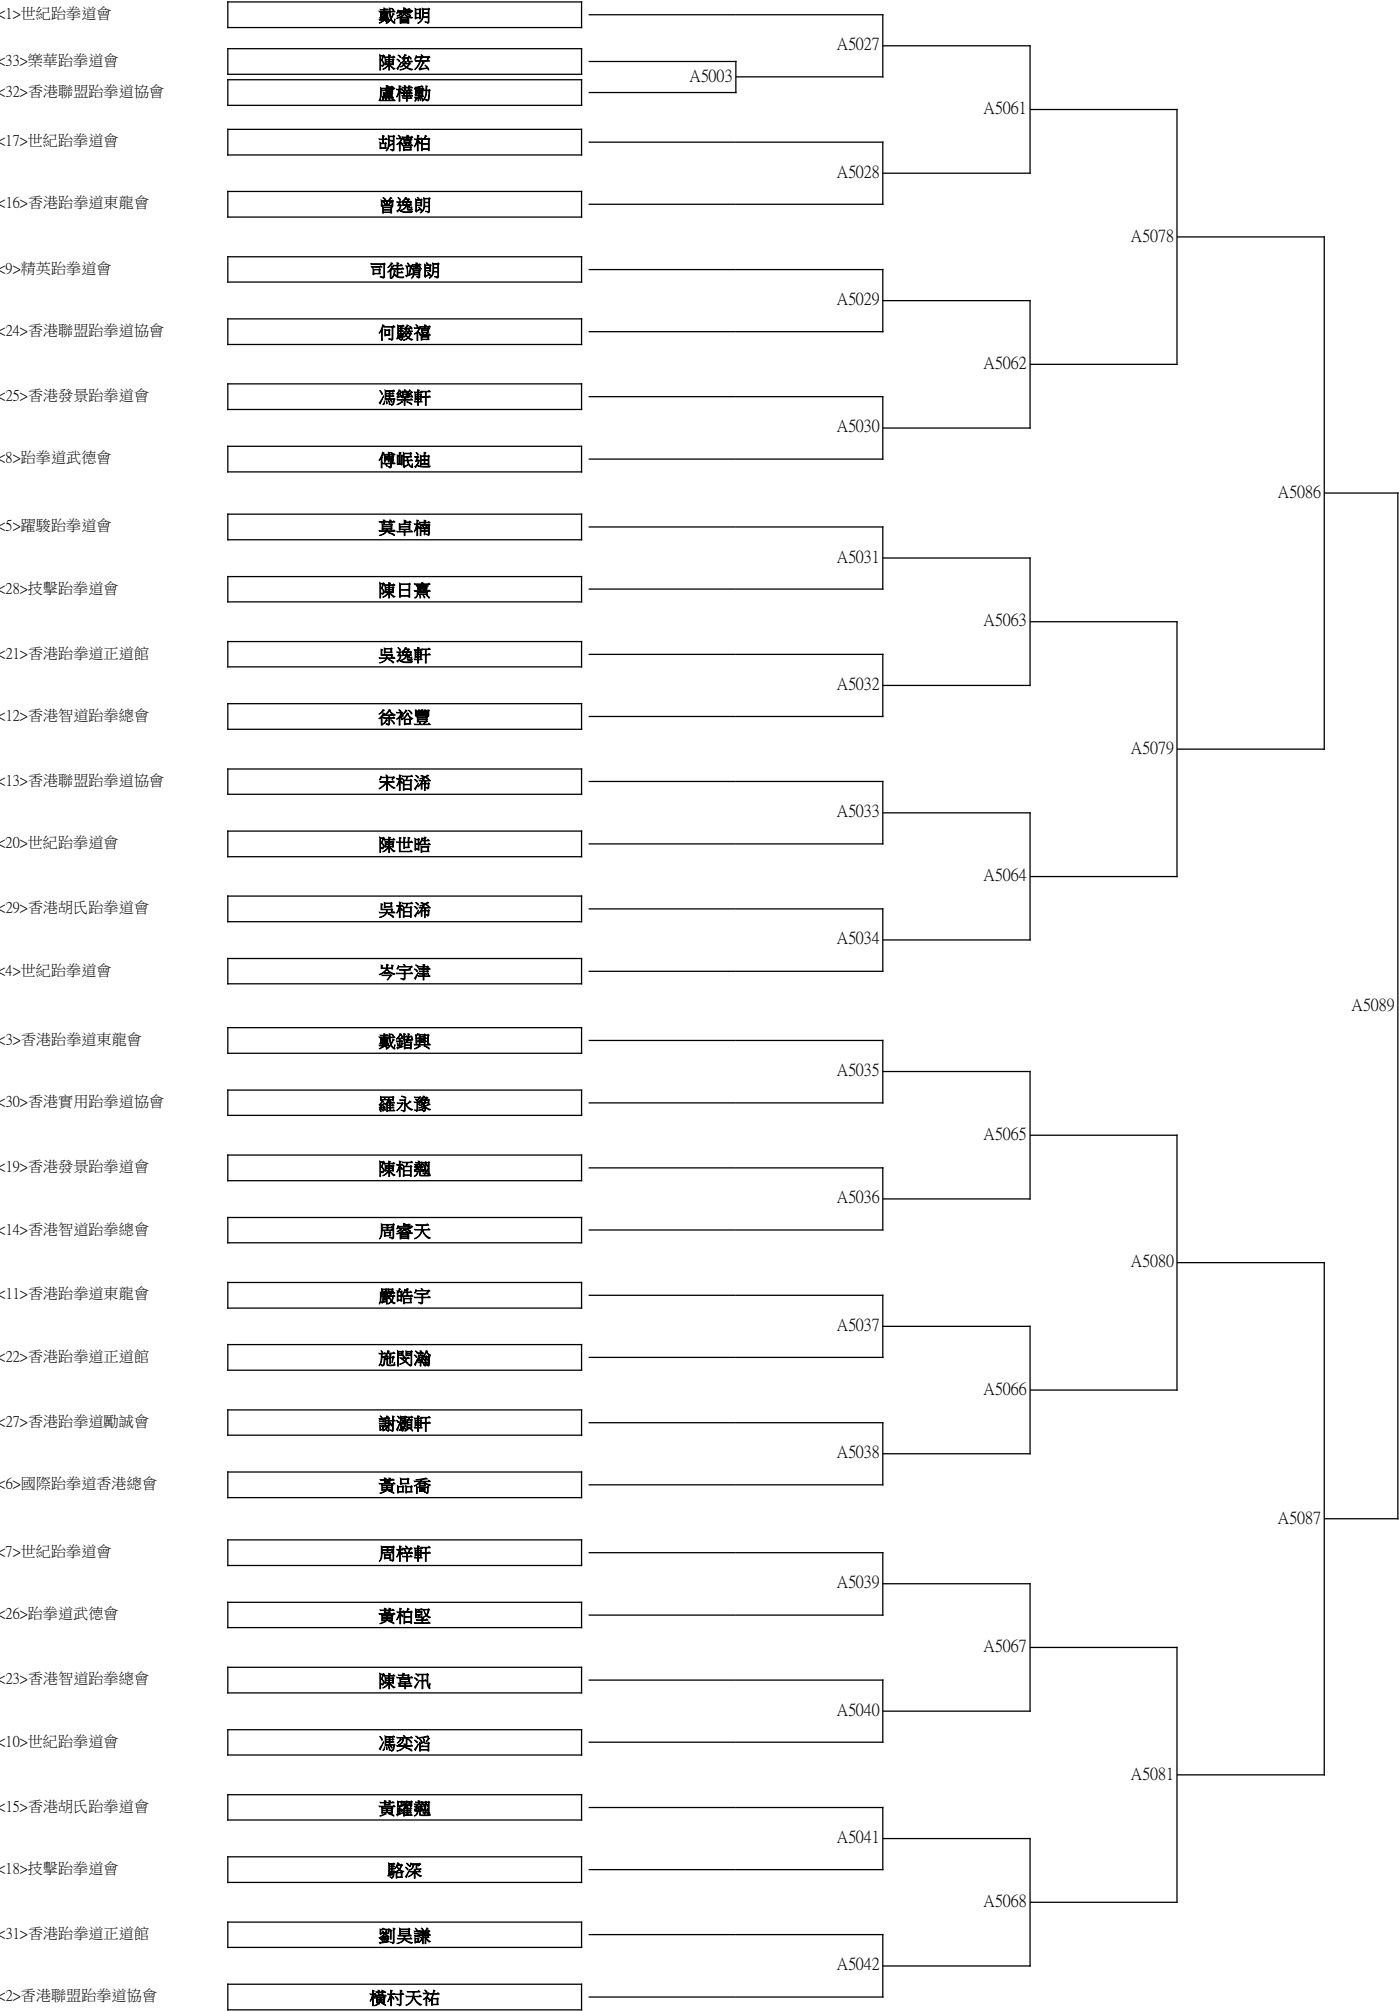 <1>世紀跆拳道會 戴睿明
A5027
<33>樂華跆拳道會 陳浚宏
A5003
<32>香港聯盟跆拳道協會 盧樺勳
A5061
<17>世紀跆拳道會 胡禧柏
A5028
<16>香港跆拳道東龍會 曾逸朗
A5078
<9>精英跆拳道會 司徒靖朗
A5029
<24>香港聯盟跆拳道協會 何駿禧
A5062
<25>香港發景跆拳道會 馮樂軒
A5030
<8>跆拳道武德會 傅岷迪
A5086
<5>躍駿跆拳道會 莫卓楠
A5031
<28>技擊跆拳道會 陳日熹
A5063
<21>香港跆拳道正道館 吳逸軒
A5032
<12>香港智道跆拳總會 徐裕豐
A5079
<13>香港聯盟跆拳道協會 宋栢浠
A5033
<20>世紀跆拳道會 陳世晧
A5064
<29>香港胡氏跆拳道會 吳栢浠
A5034
<4>世紀跆拳道會 岑宇津
A5089
<3>香港跆拳道東龍會 戴鍇興
A5035
<30>香港實用跆拳道協會 羅永豫
A5065
<19>香港發景跆拳道會 陳栢翹
A5036
<14>香港智道跆拳總會 周睿天
A5080
<11>香港跆拳道東龍會 嚴皓宇
A5037
<22>香港跆拳道正道館 施閔瀚
A5066
<27>香港跆拳道勵誠會 謝灝軒
A5038
<6>國際跆拳道香港總會 黃品喬
A5087
<7>世紀跆拳道會 周梓軒
A5039
<26>跆拳道武德會 黃柏堅
A5067
<23>香港智道跆拳總會 陳韋汛
A5040
<10>世紀跆拳道會 馮奕滔
A5081
<15>香港胡氏跆拳道會 黃躍翹
A5041
<18>技擊跆拳道會 駱深
A5068
<31>香港跆拳道正道館 劉昊謙
A5042
<2>香港聯盟跆拳道協會 橫村天祐